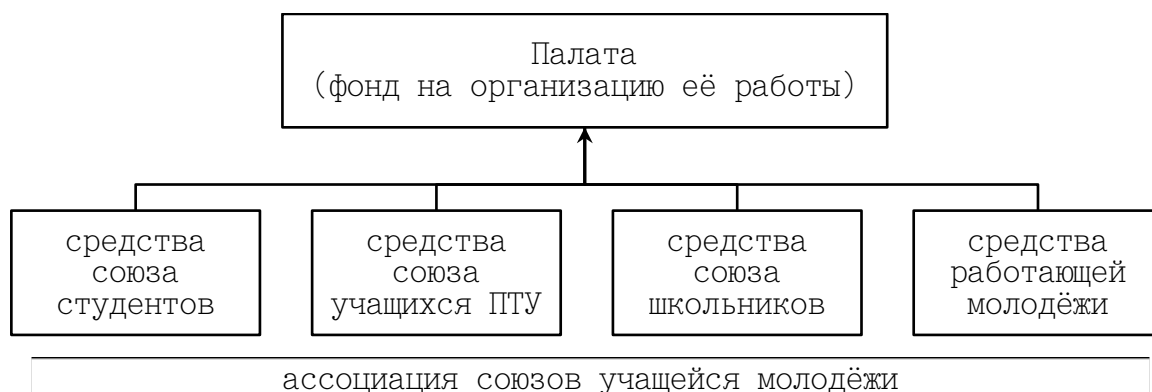 Палата
(фонд на организацию её работы)
средства
союза
студентов
средства
союза
учащихся ПТУ
средства
союза
школьников
средства
работающей
молодёжи
ассоциация союзов учащейся молодёжи